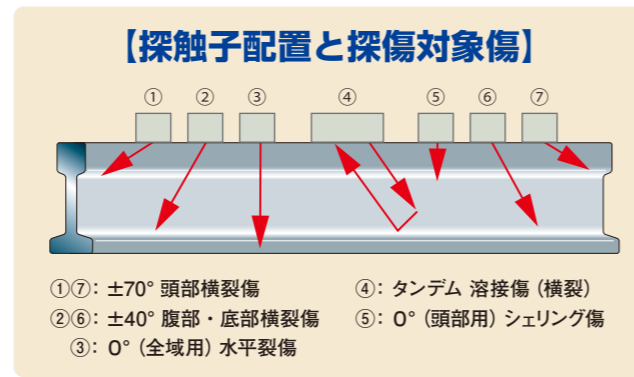 【探触子配置と探傷対象傷】
① ② ③ ④ ⑤ ⑥ ⑦
①⑦：±70° 頭部横裂傷
②⑥：±40° 腹部・底部横裂傷
③：0°（全域用）水平裂傷
④：タンデム 溶接傷（横裂）
⑤：0°（頭部用）シェリング傷